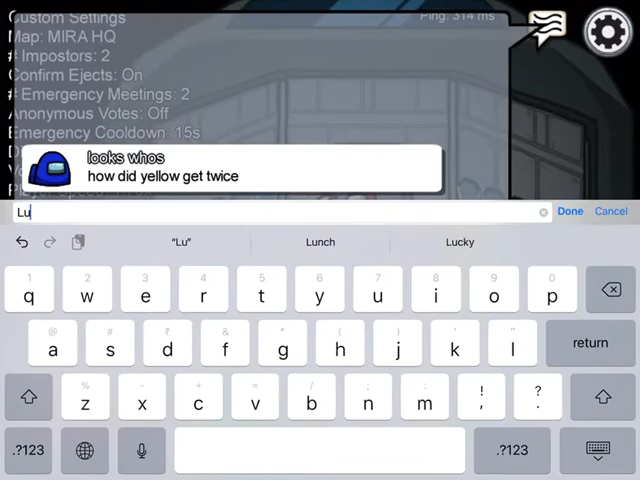 Custom Settings
Ping: 314 ms
Map: MIRA HQ
# Impostors: 2
Confirm Ejects: On
# Emergency Meetings: 2
Anonymous Votes: Off
Emergency Cooldown: 15s
looks whos
how did yellow get twice
Lu
Done Cancel
“Lu” Lunch Lucky
1 2 3 4 5 6 7 8 9 0
q w e r t y u i o p
@ # ₹ & * ( ) ' "
a s d f g h j k l return
% - + = / ; : ! ?
z x c v b n m , .
.?123 .?123